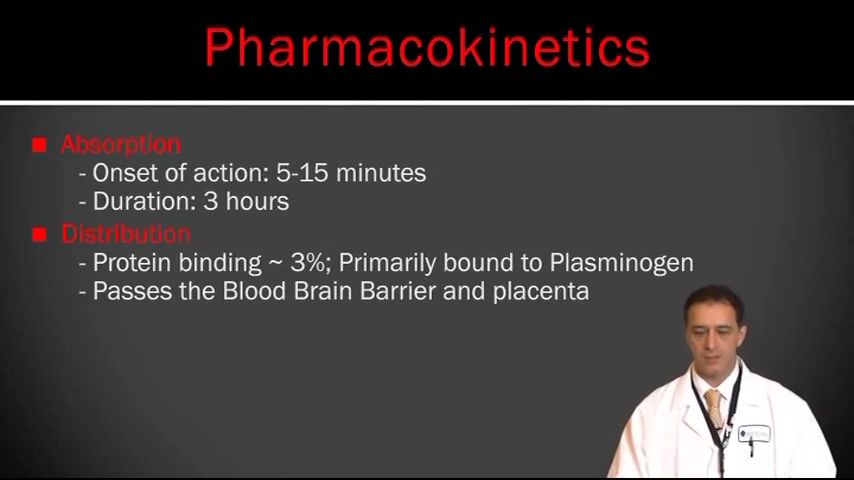 Pharmacokinetics
■ Absorption
- Onset of action: 5-15 minutes
- Duration: 3 hours
■ Distribution
- Protein binding ~ 3%; Primarily bound to Plasminogen
- Passes the Blood Brain Barrier and placenta